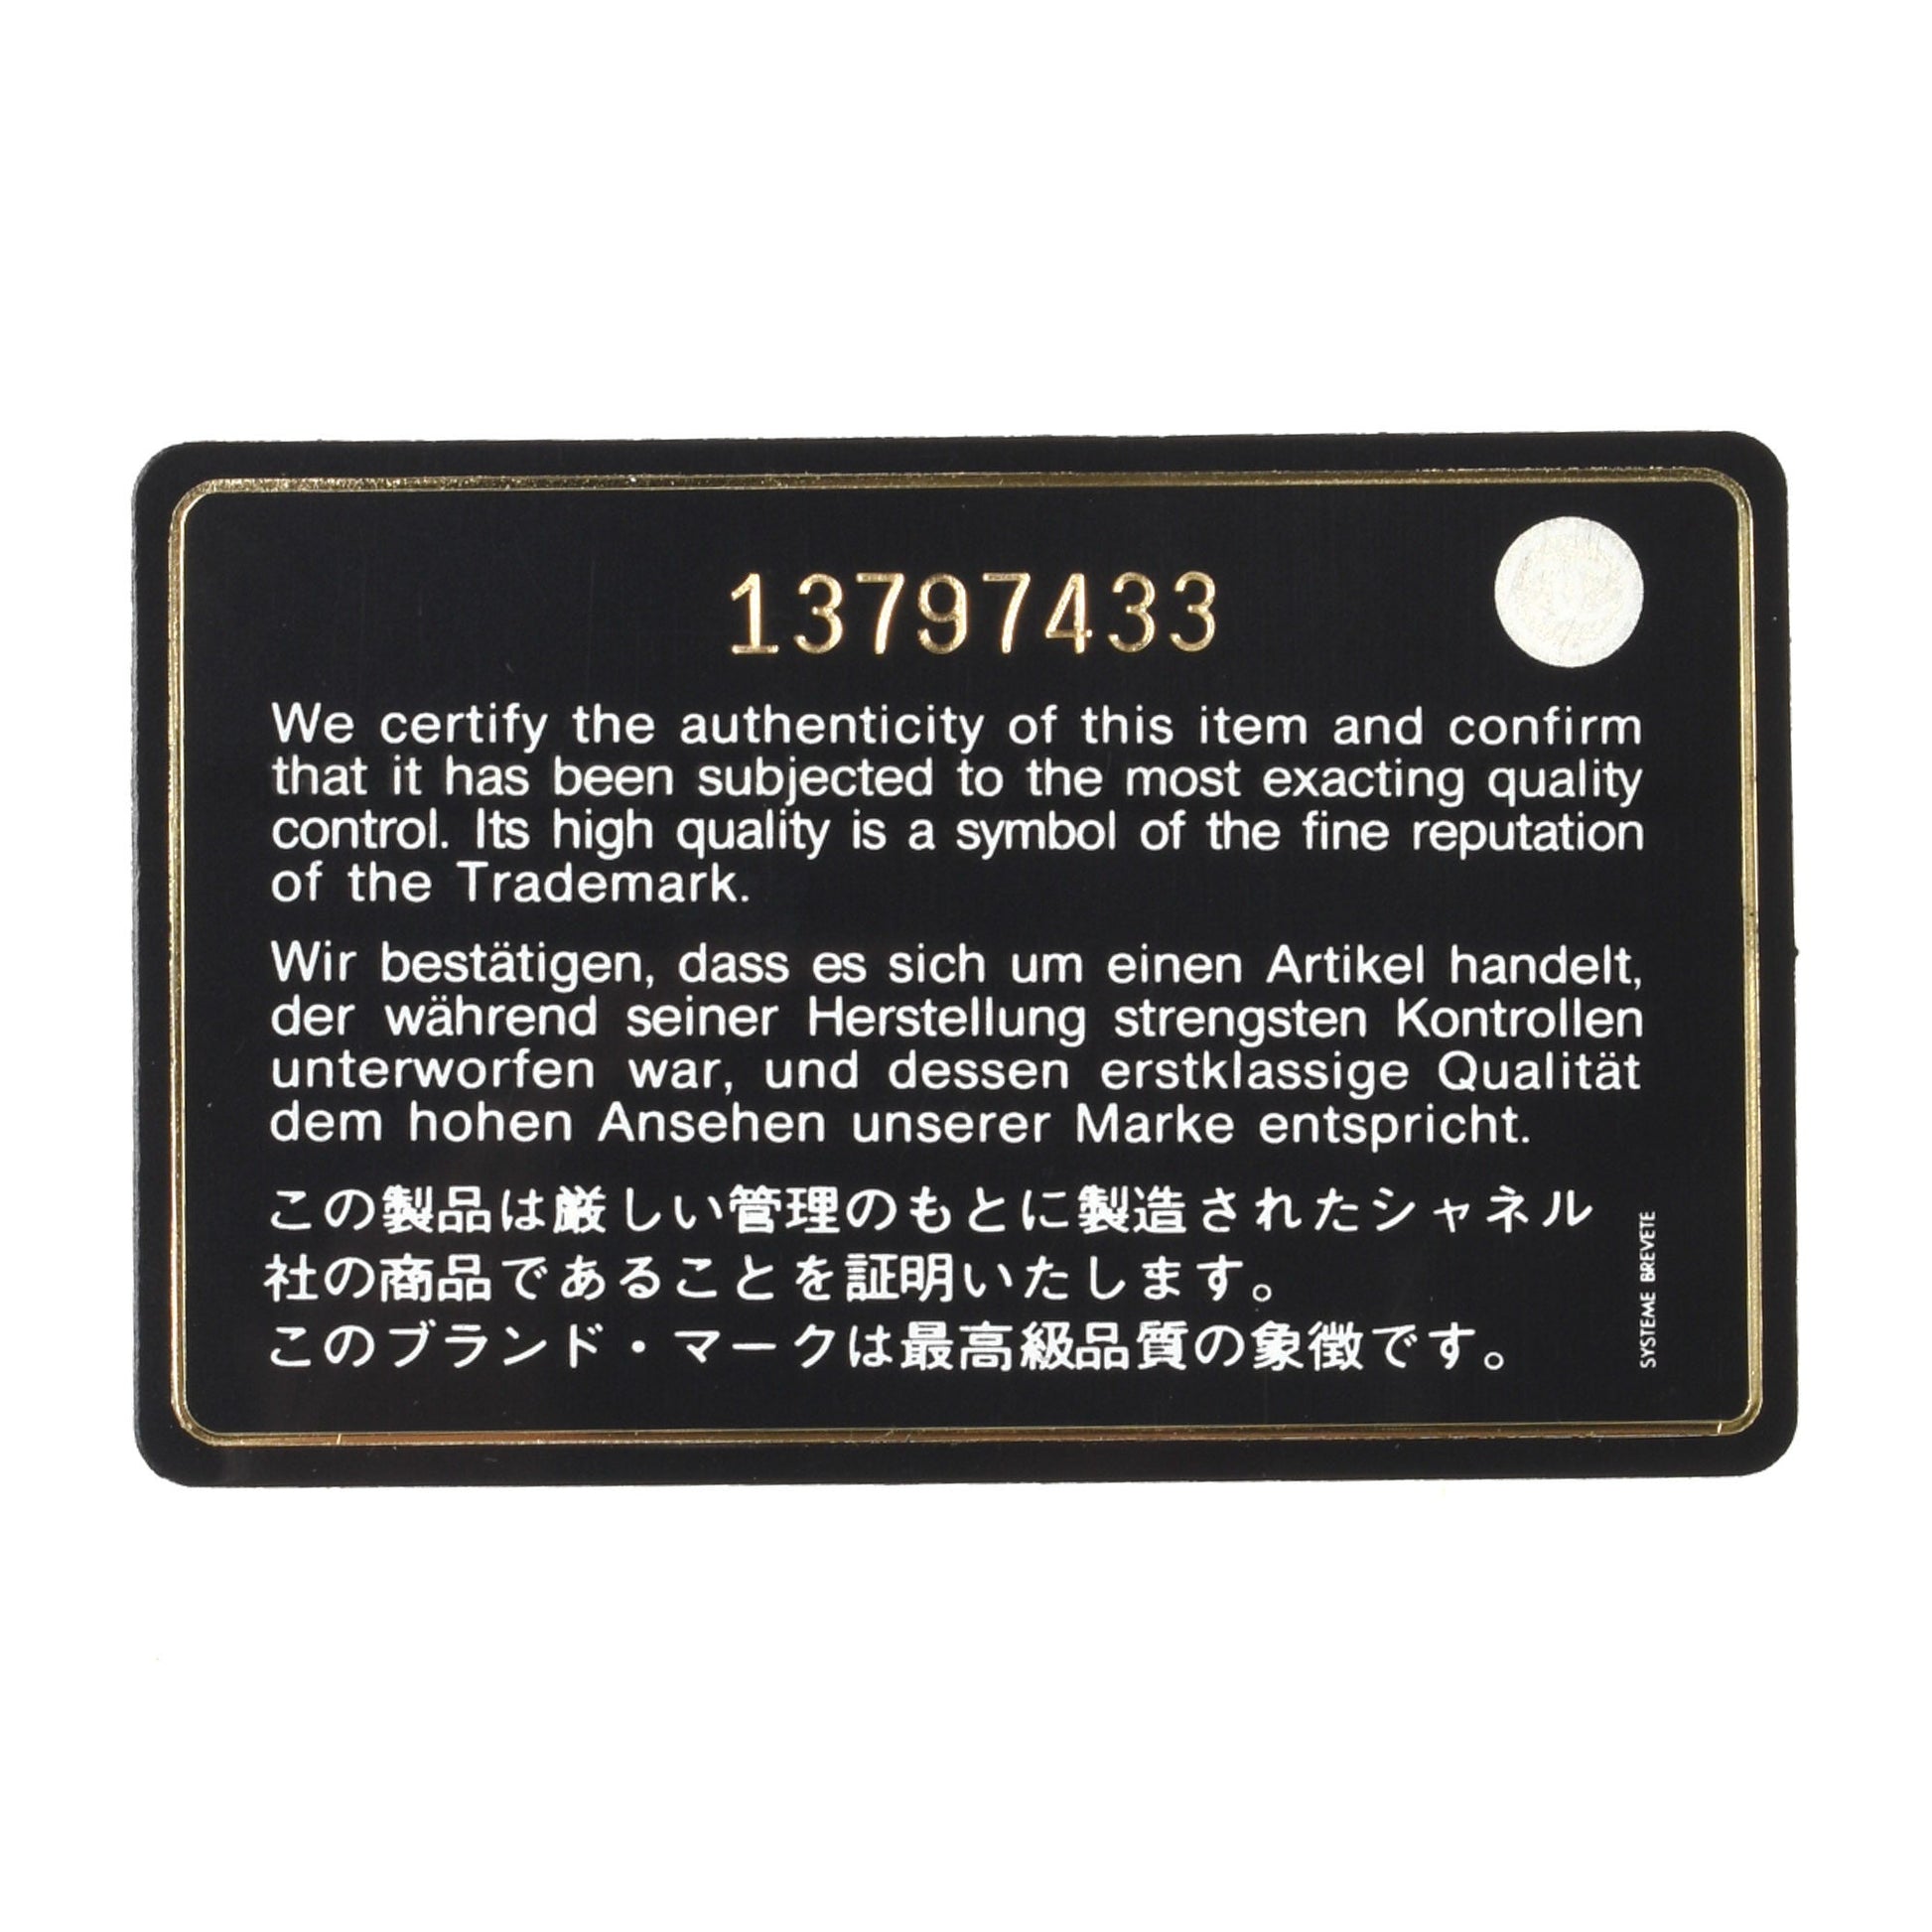 13797433
We certify the authenticity of this item and confirm
that it has been subjected to the most exacting quality
control. Its high quality is a symbol of the fine reputation
of the Trademark.
Wir bestätigen, dass es sich um einen Artikel handelt,
der während seiner Herstellung strengsten Kontrollen
unterworfen war, und dessen erstklassige Qualität
dem hohen Ansehen unserer Marke entspricht.
この製品は厳しい管理のもとに製造されたシャネル
社の商品であることを証明いたします。
このブランド・マークは最高級品質の象徴です。
SYSTEME BREVETE